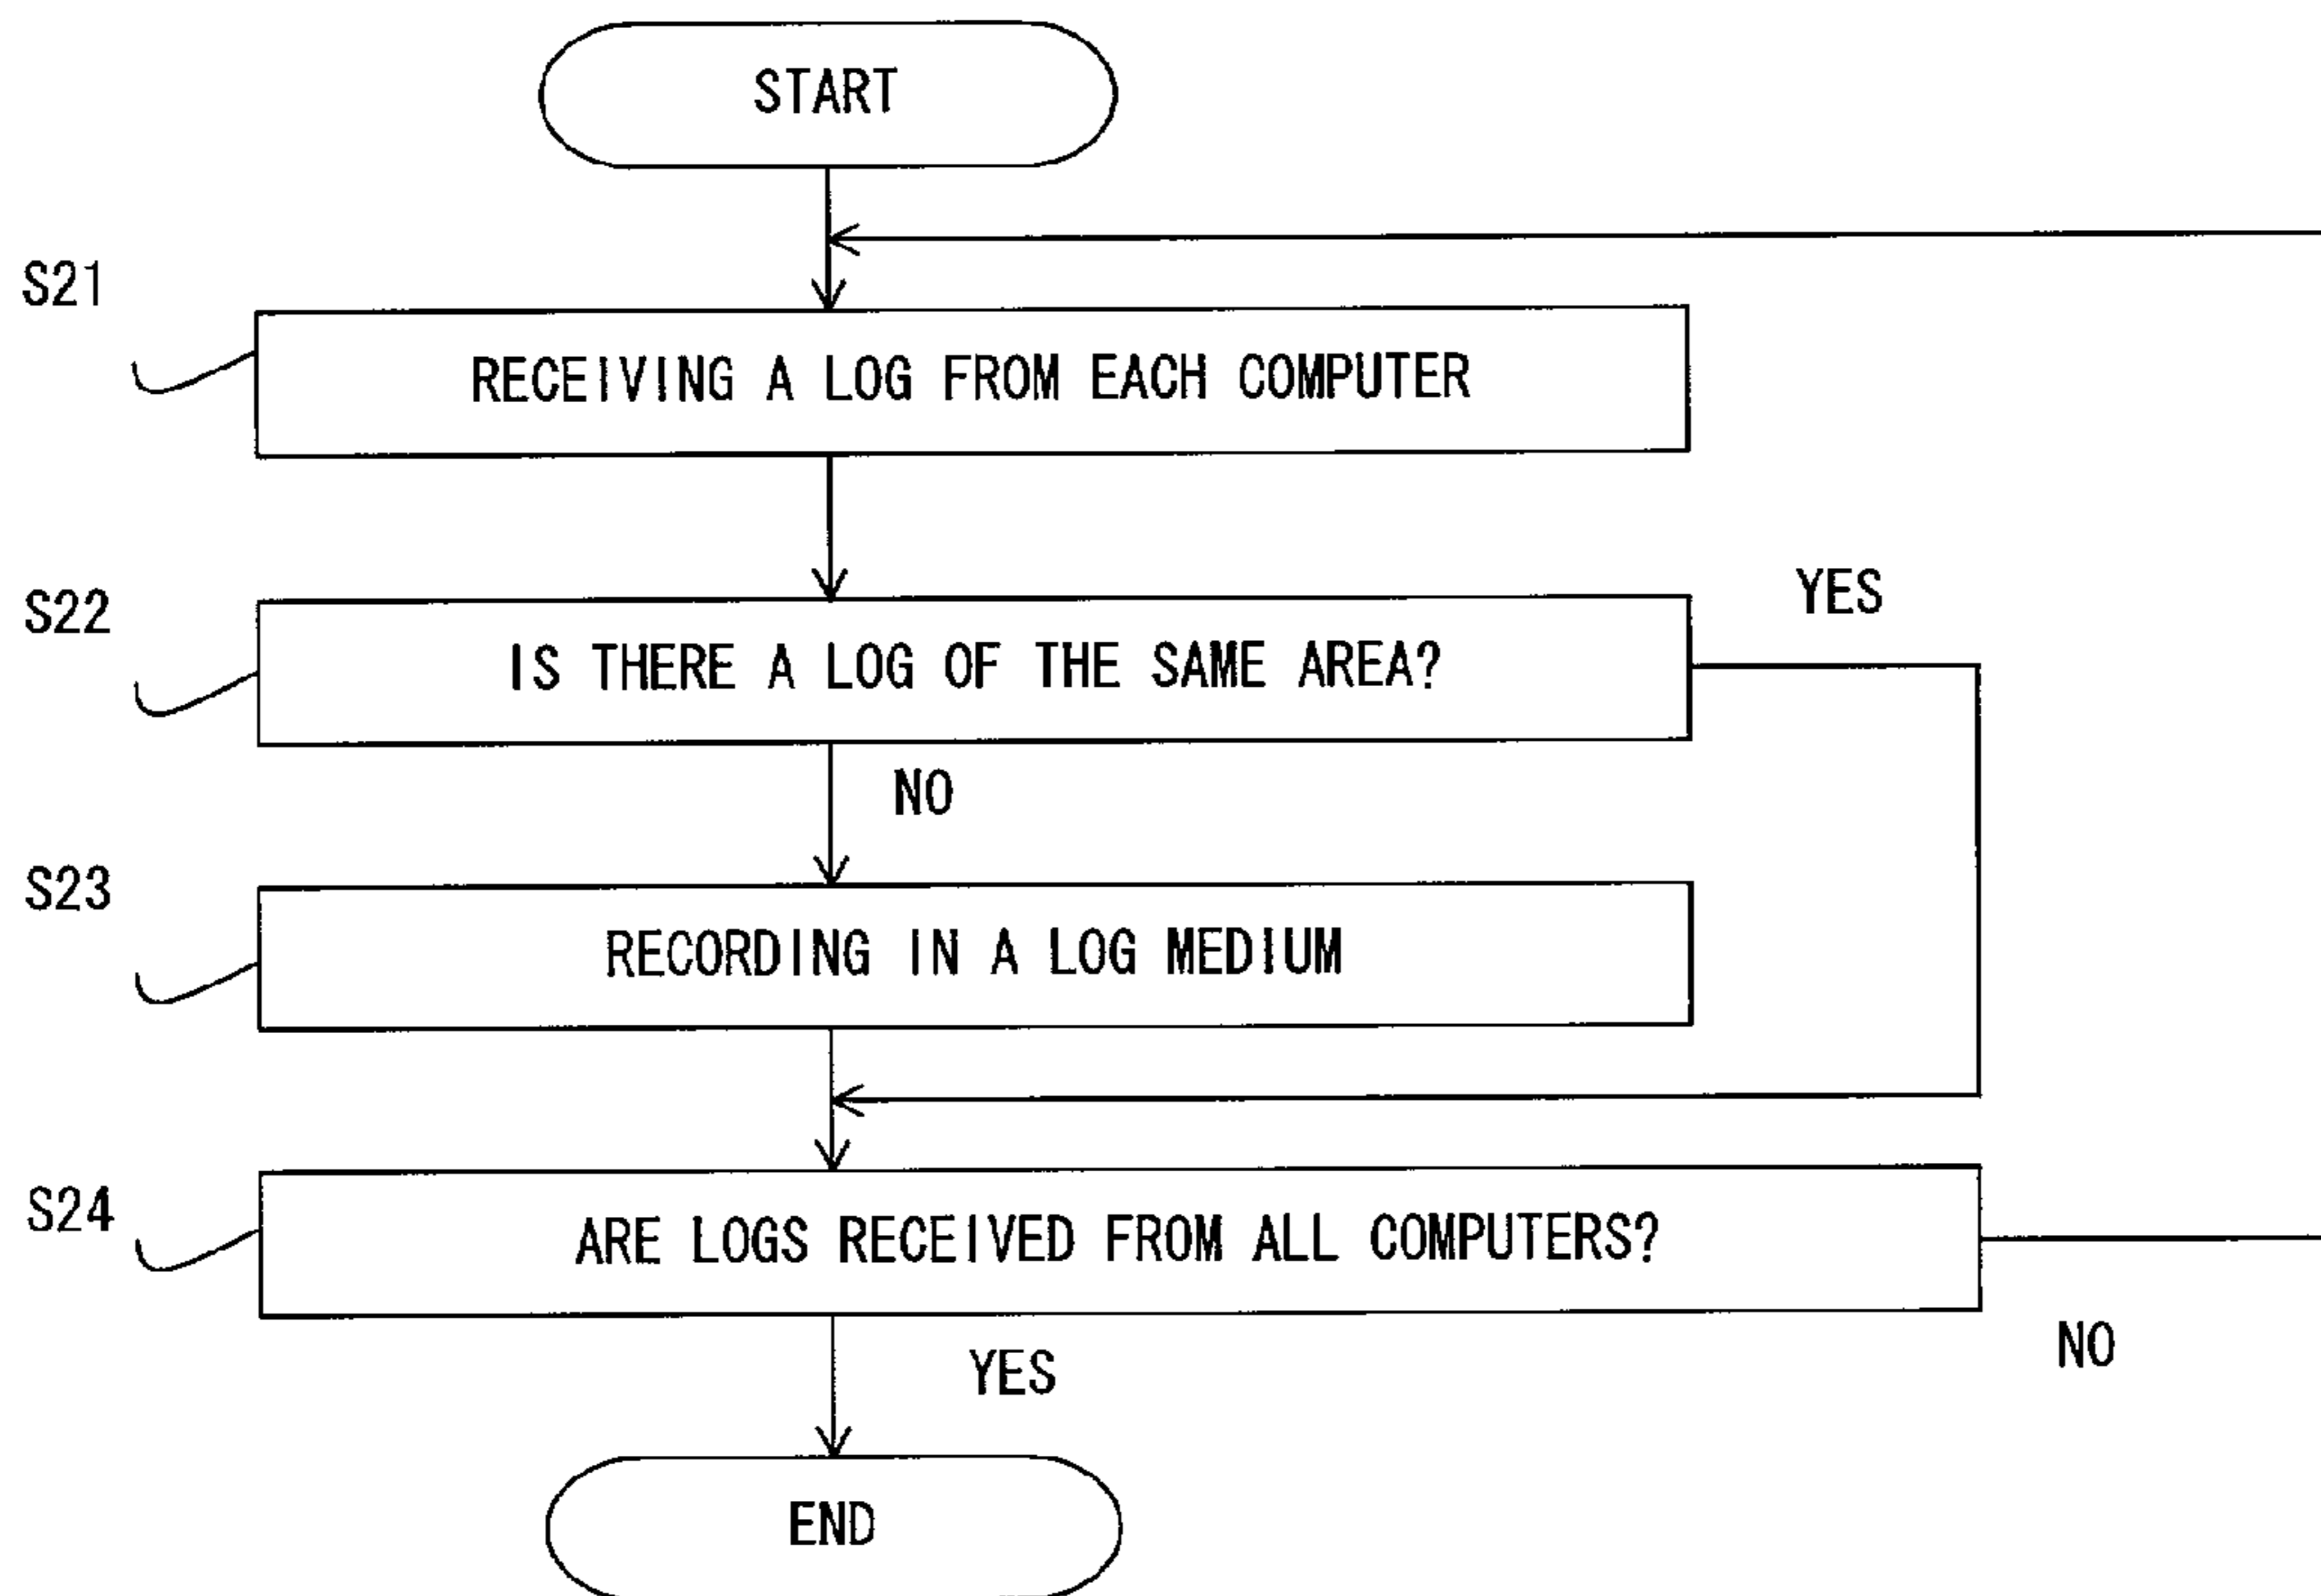 START
S21
RECEIVING A LOG FROM EACH COMPUTER
S22
IS THERE A LOG OF THE SAME AREA?
YES
NO
S23
RECORDING IN A LOG MEDIUM
S24
ARE LOGS RECEIVED FROM ALL COMPUTERS?
NO
YES
END